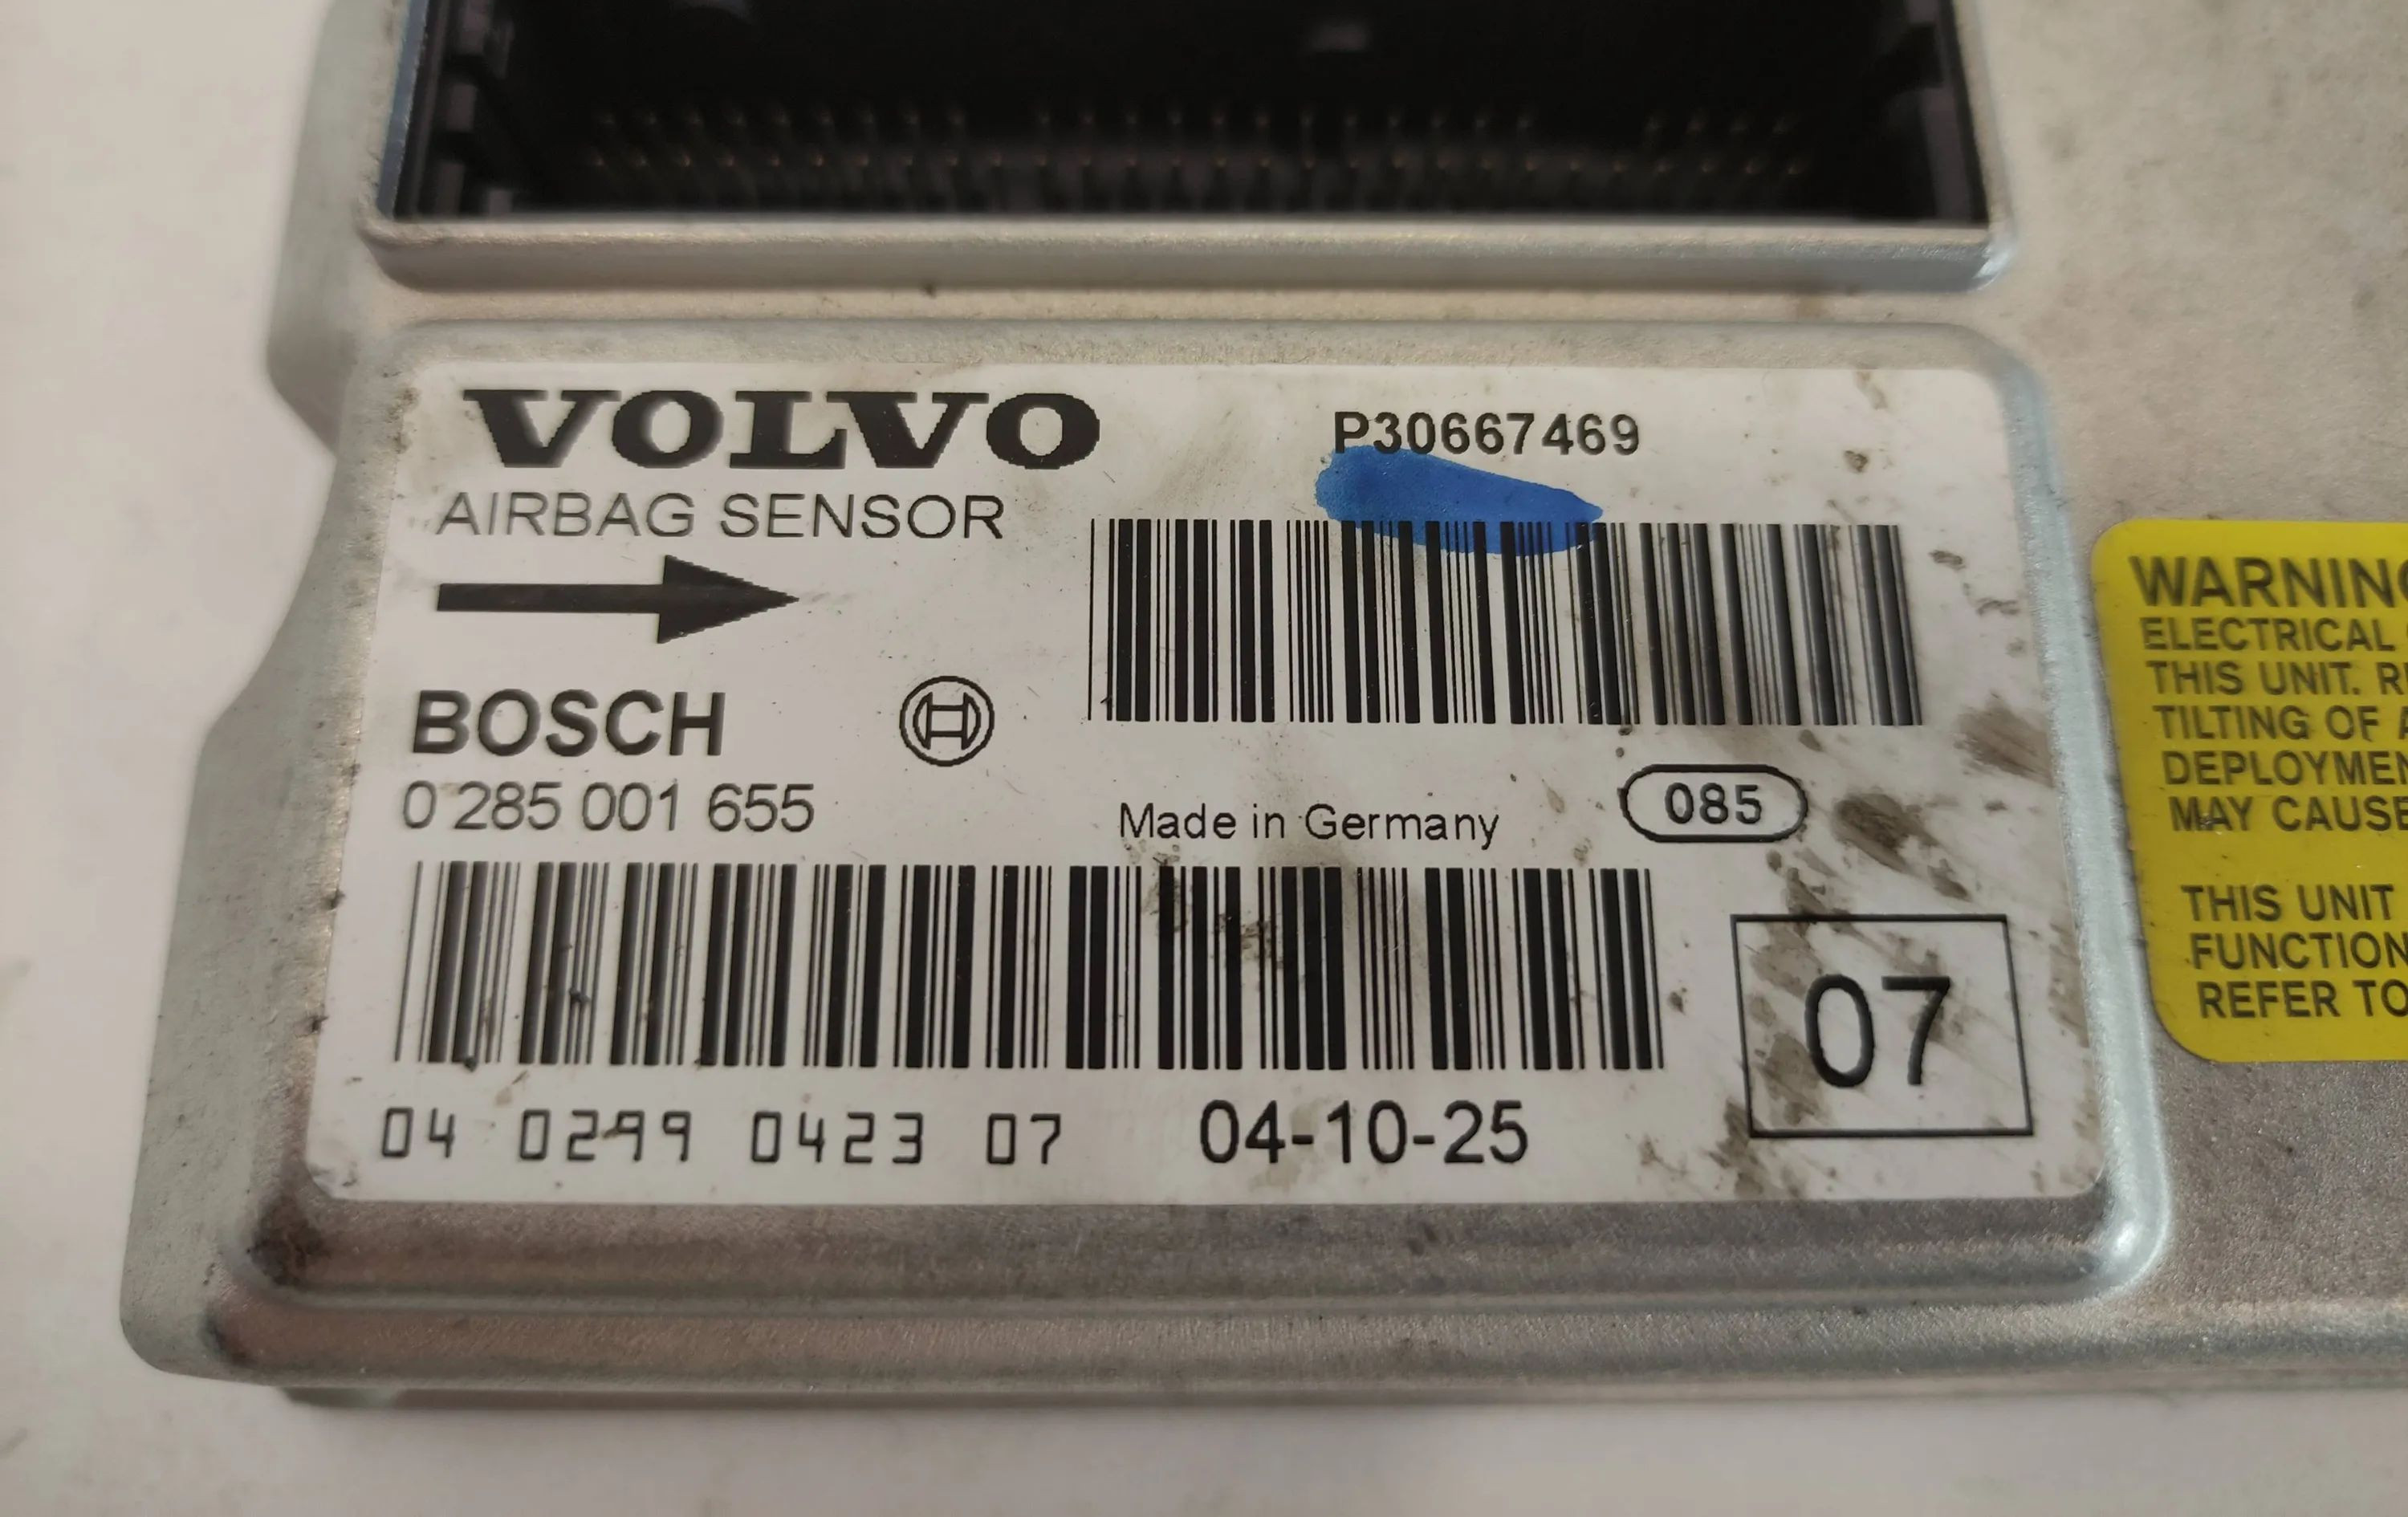 VOLVO
P30667469
AIRBAG SENSOR
BOSCH
0 285 001 655
Made in Germany
085
07
04 0299 0423 07
04-10-25
WARNING
ELECTRICAL
THIS UNIT.
TILTING OF
MAY CAUSE
THIS UNIT
FUNCTION
REFER TO